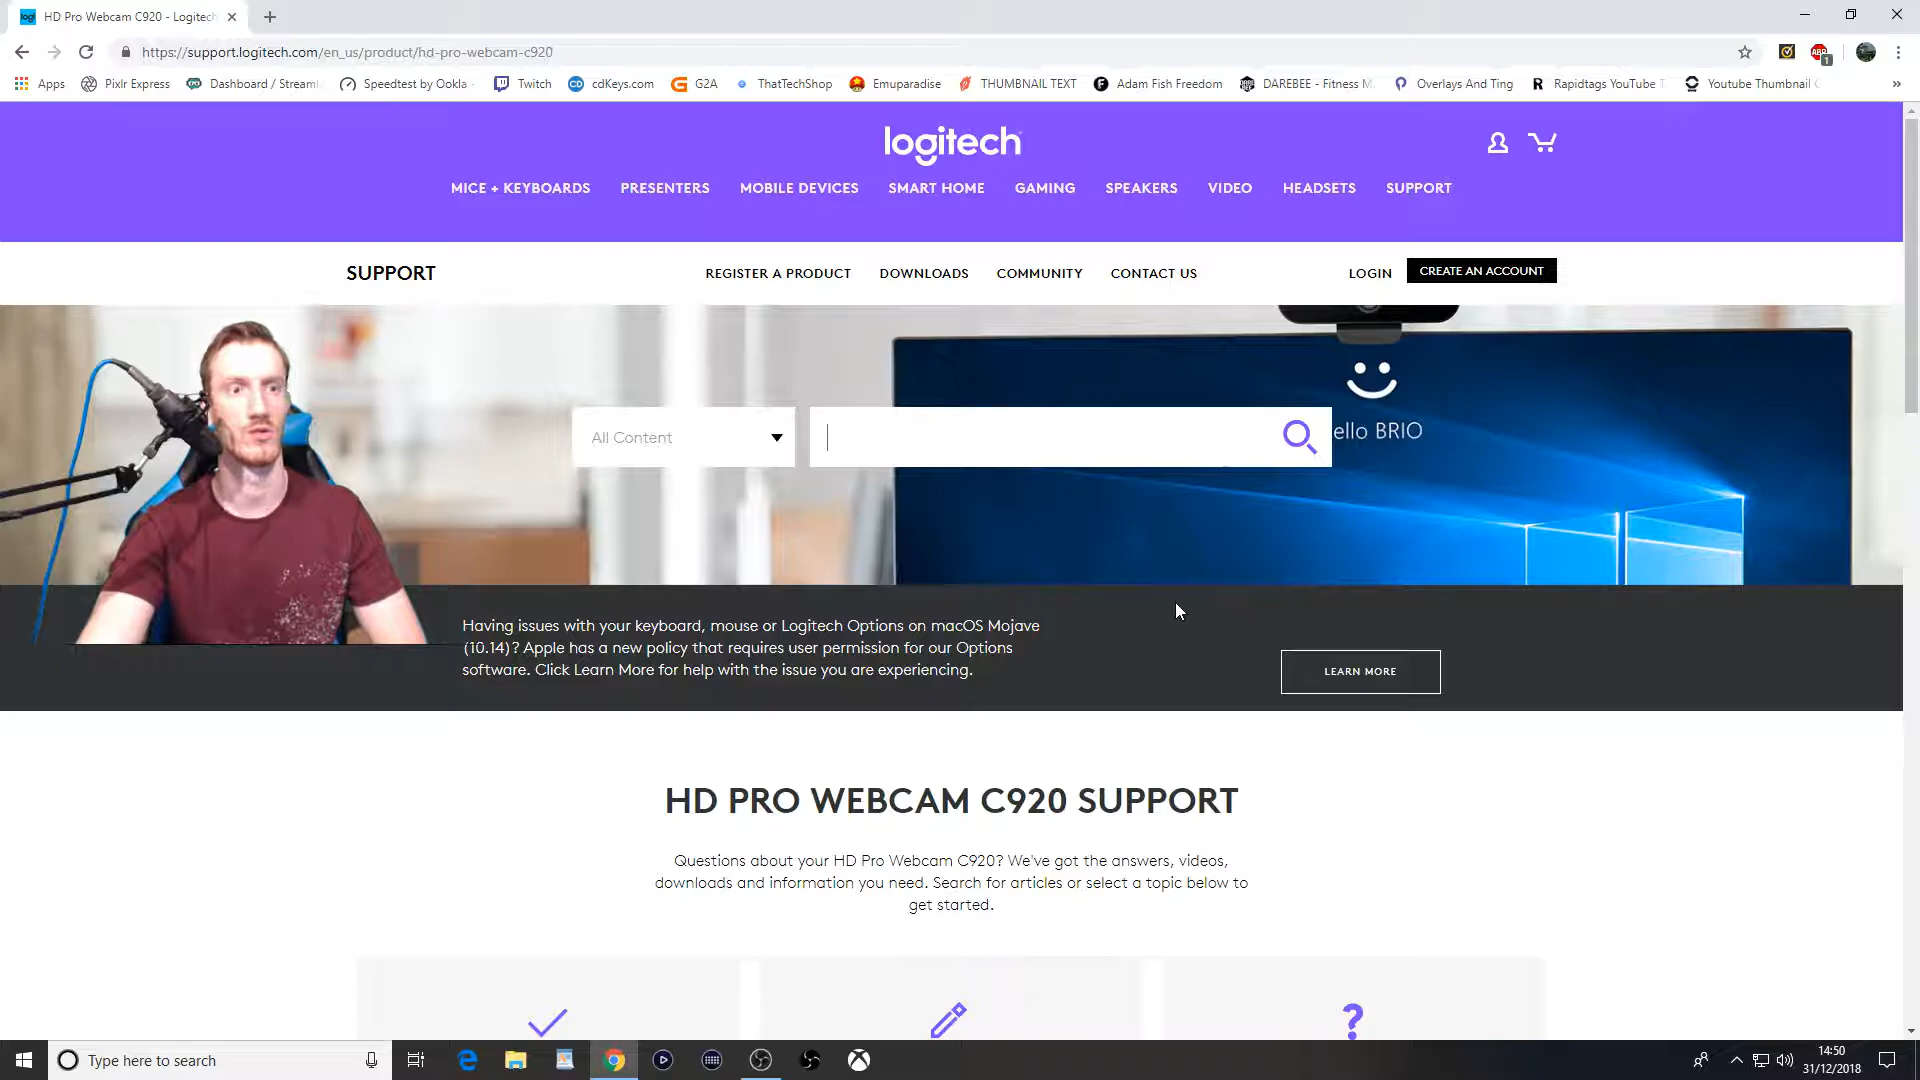 HD Pro Webcam C920 - Logitech
https://support.logitech.com/en_us/product/hd-pro-webcam-c920
Apps Pixlr Express Dashboard / Streaml Speedtest by Ookla - Twitch cdKeys.com G2A ThatTechShop Emuparadise THUMBNAIL TEXT Adam Fish Freedom DAREBEE - Fitness M Overlays And Ting Rapidtags YouTube T Youtube Thumbnail »
logitech
MICE + KEYBOARDS PRESENTERS MOBILE DEVICES SMART HOME GAMING SPEAKERS VIDEO HEADSETS SUPPORT
SUPPORT REGISTER A PRODUCT DOWNLOADS COMMUNITY CONTACT US LOGIN CREATE AN ACCOUNT
All Content
ello BRIO
Having issues with your keyboard, mouse or Logitech Options on macOS Mojave
(10.14)? Apple has a new policy that requires user permission for our Options
software. Click Learn More for help with the issue you are experiencing.
LEARN MORE
HD PRO WEBCAM C920 SUPPORT
Questions about your HD Pro Webcam C920? We've got the answers, videos,
downloads and information you need. Search for articles or select a topic below to
get started.
Type here to search
14:50
31/12/2018